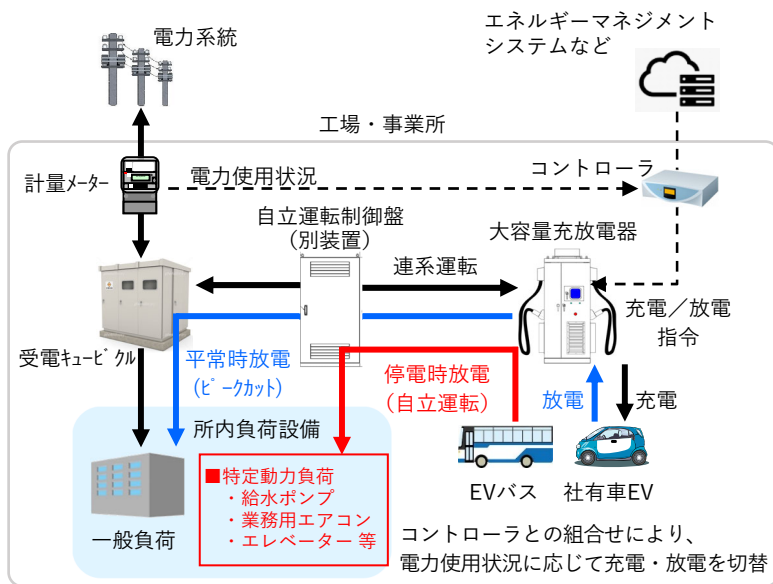 電力系統
エネルギーマネジメント
システムなど
工場・事業所
計量ﾒｰﾀｰ
電力使用状況
コントローラ
自立運転制御盤
(別装置)
大容量充放電器
連系運転
充電／放電
指令
受電ｷｭｰﾋﾞｸﾙ
平常時放電
(ﾋﾟｰｸｶｯﾄ)
停電時放電
(自立運転)
放電
充電
所内負荷設備
■特定動力負荷
・給水ポンプ
・業務用エアコン
・エレベーター 等
一般負荷
EVバス
社有車EV
コントローラとの組合せにより、
電力使用状況に応じて充電・放電を切替